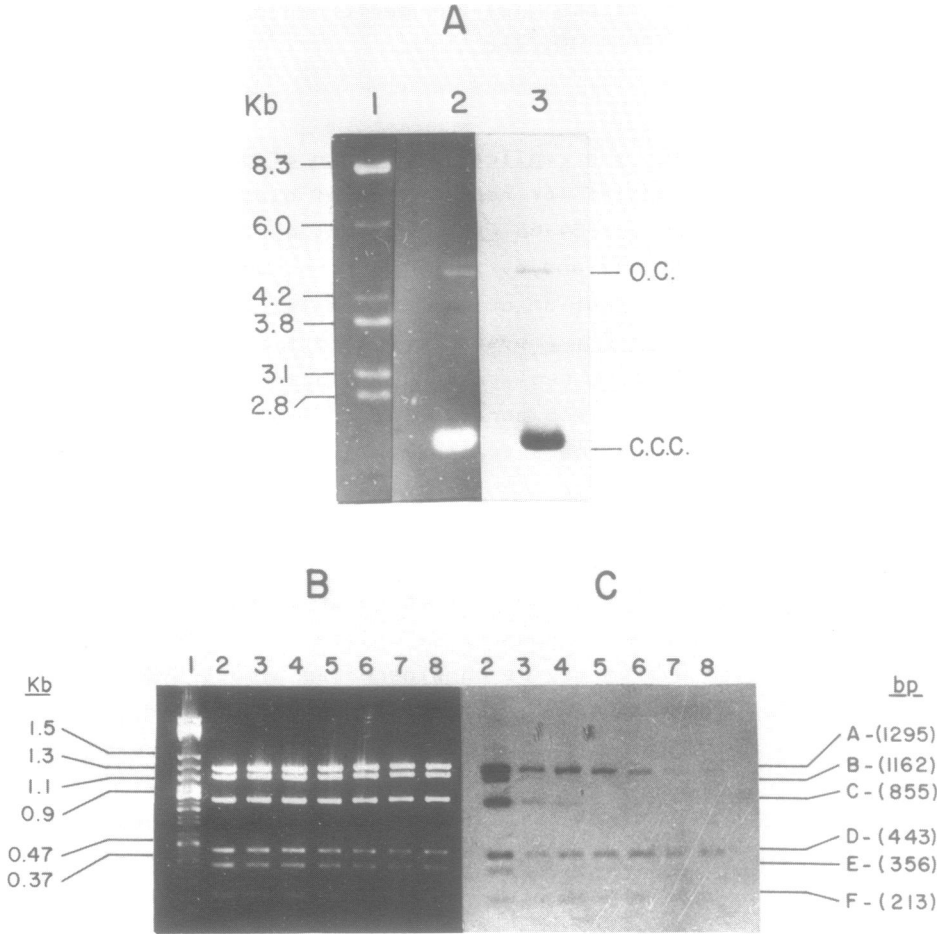 A
Kb 1 2 3
8.3
6.0
4.2
3.8
3.1
2.8
O.C.
C.C.C.
B
C
1 2 3 4 5 6 7 8
2 3 4 5 6 7 8
Kb
1.5
1.3
1.1
0.9
0.47
0.37
bp
A-(1295)
B-(1162)
C-(855)
D-(443)
E-(356)
F-(213)